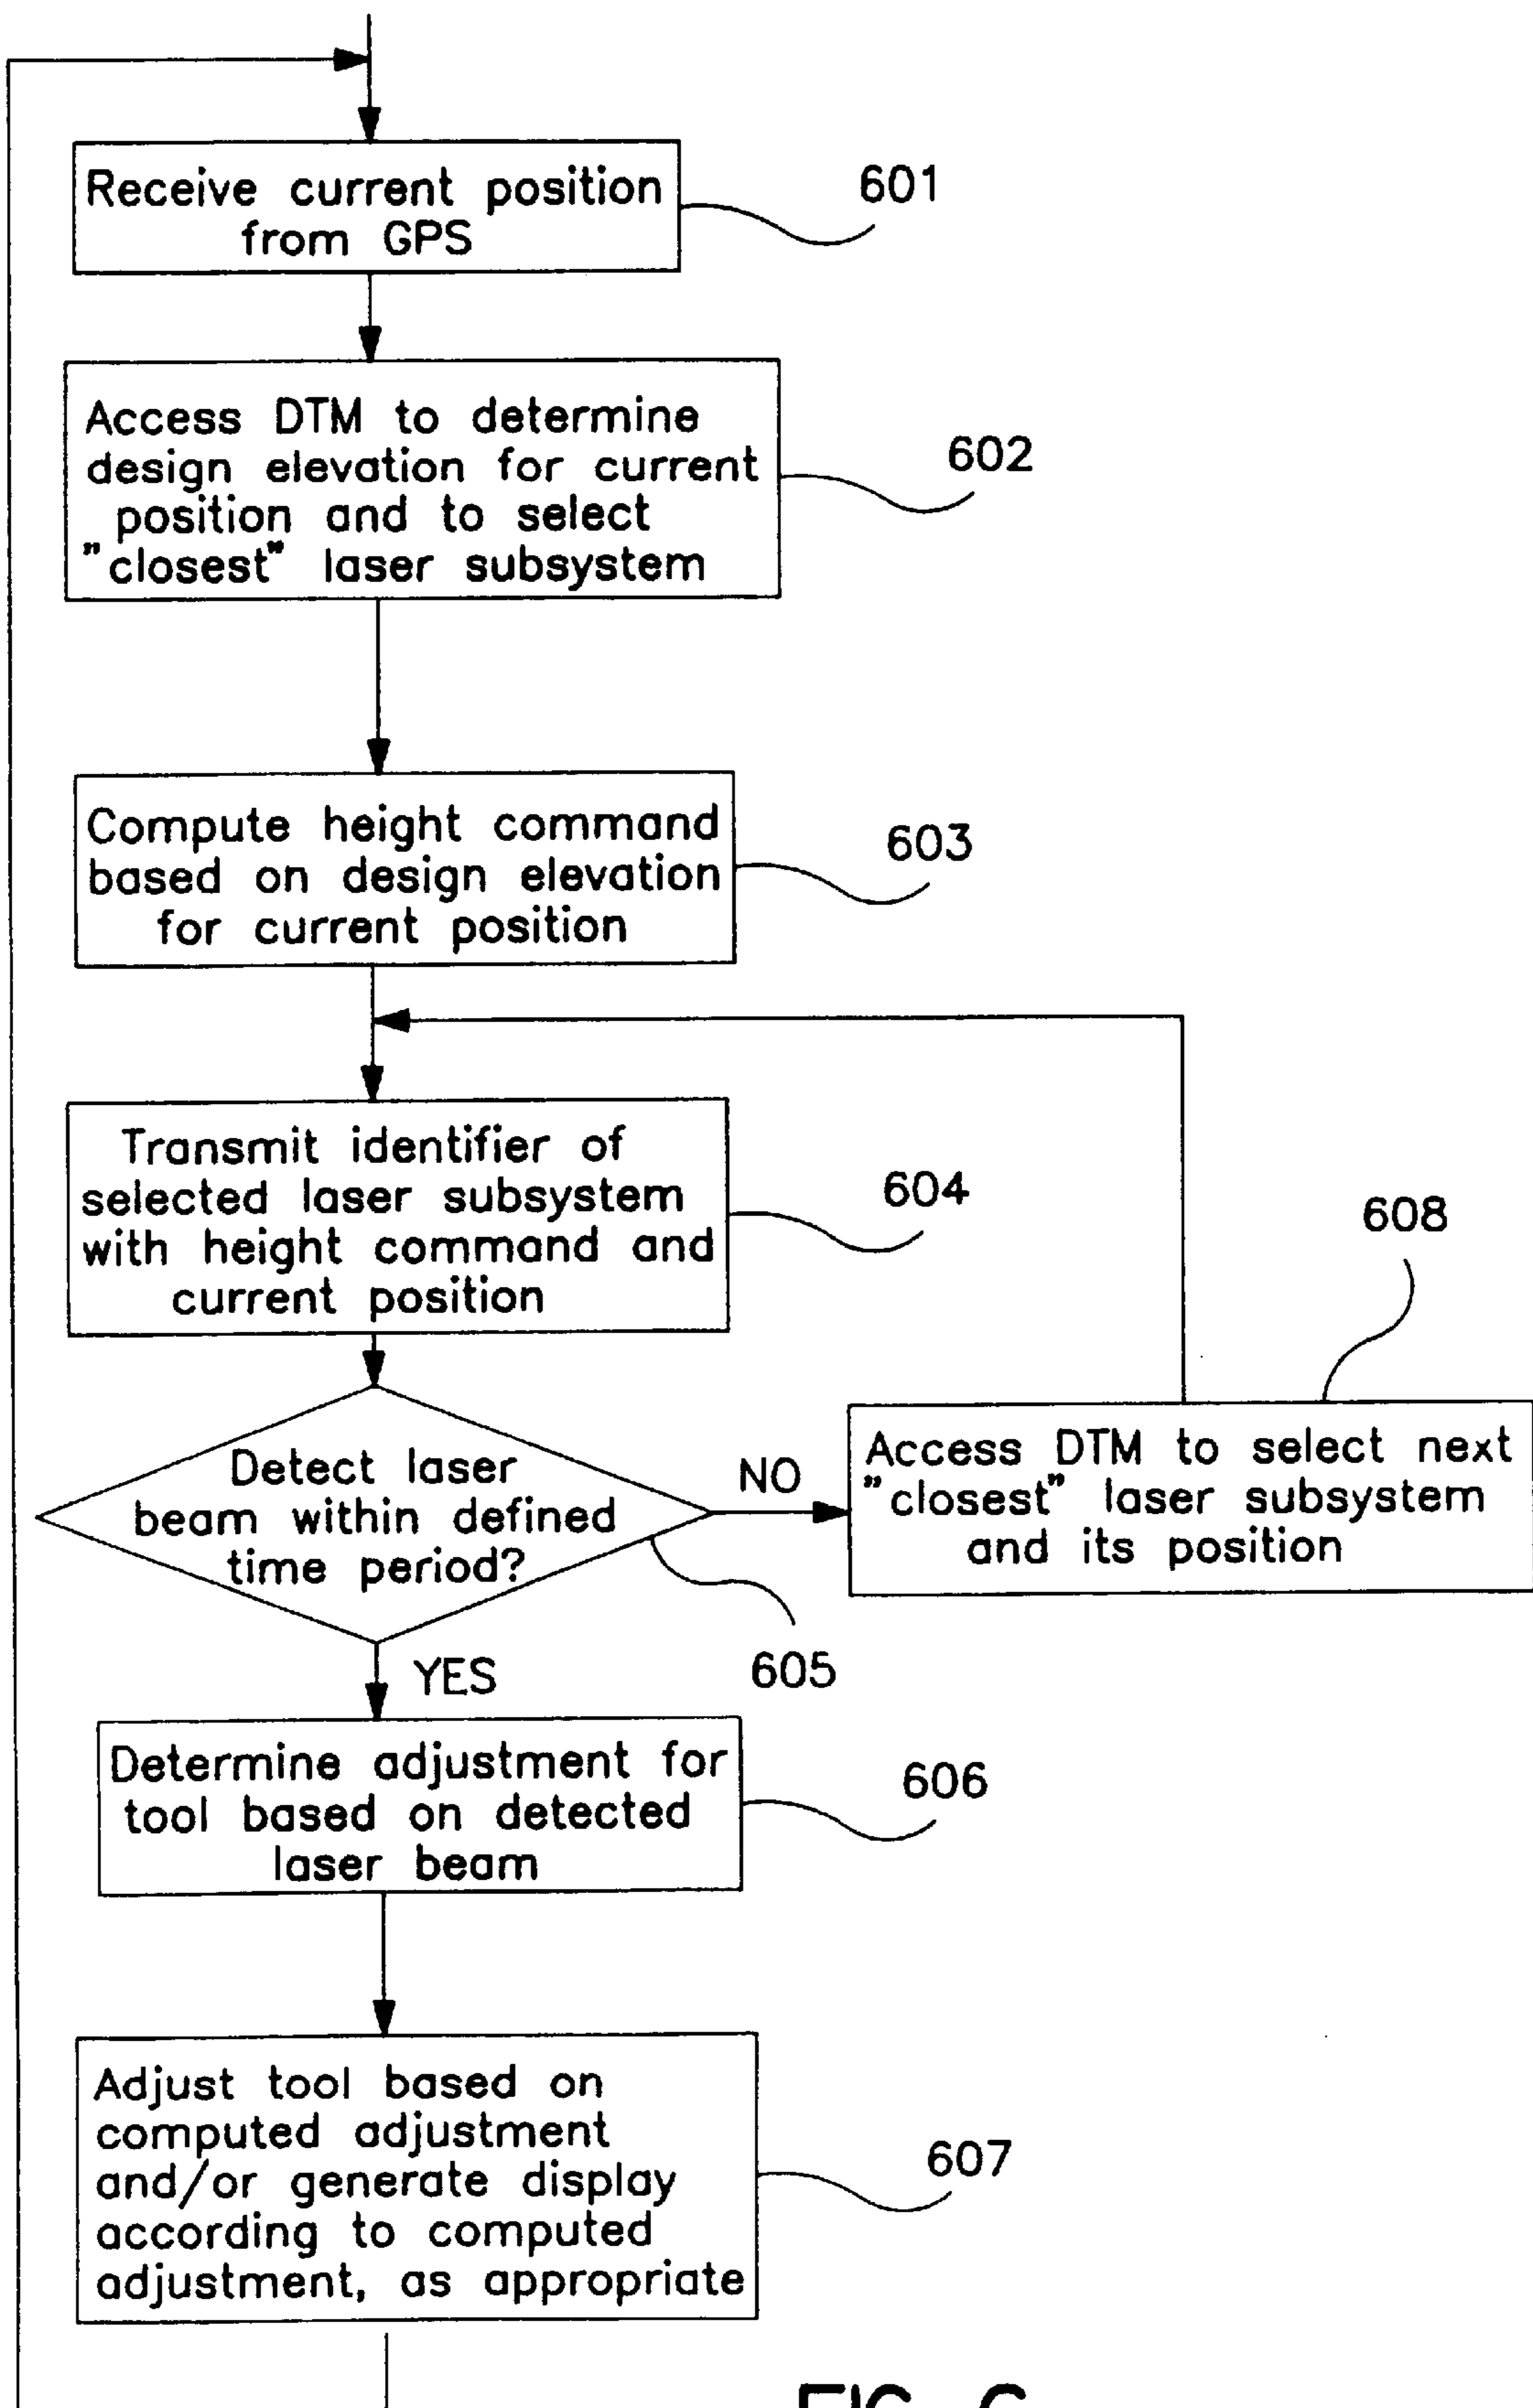 Receive current position
from GPS
601
Access DTM to determine
design elevation for current
position and to select
"closest" laser subsystem
602
Compute height command
based on design elevation
for current position
603
Transmit identifier of
selected laser subsystem
with height command and
current position
604
608
Detect laser
beam within defined
time period?
NO
Access DTM to select next
"closest" laser subsystem
and its position
605
YES
Determine adjustment for
tool based on detected
laser beam
606
Adjust tool based on
computed adjustment
and/or generate display
according to computed
adjustment, as appropriate
607